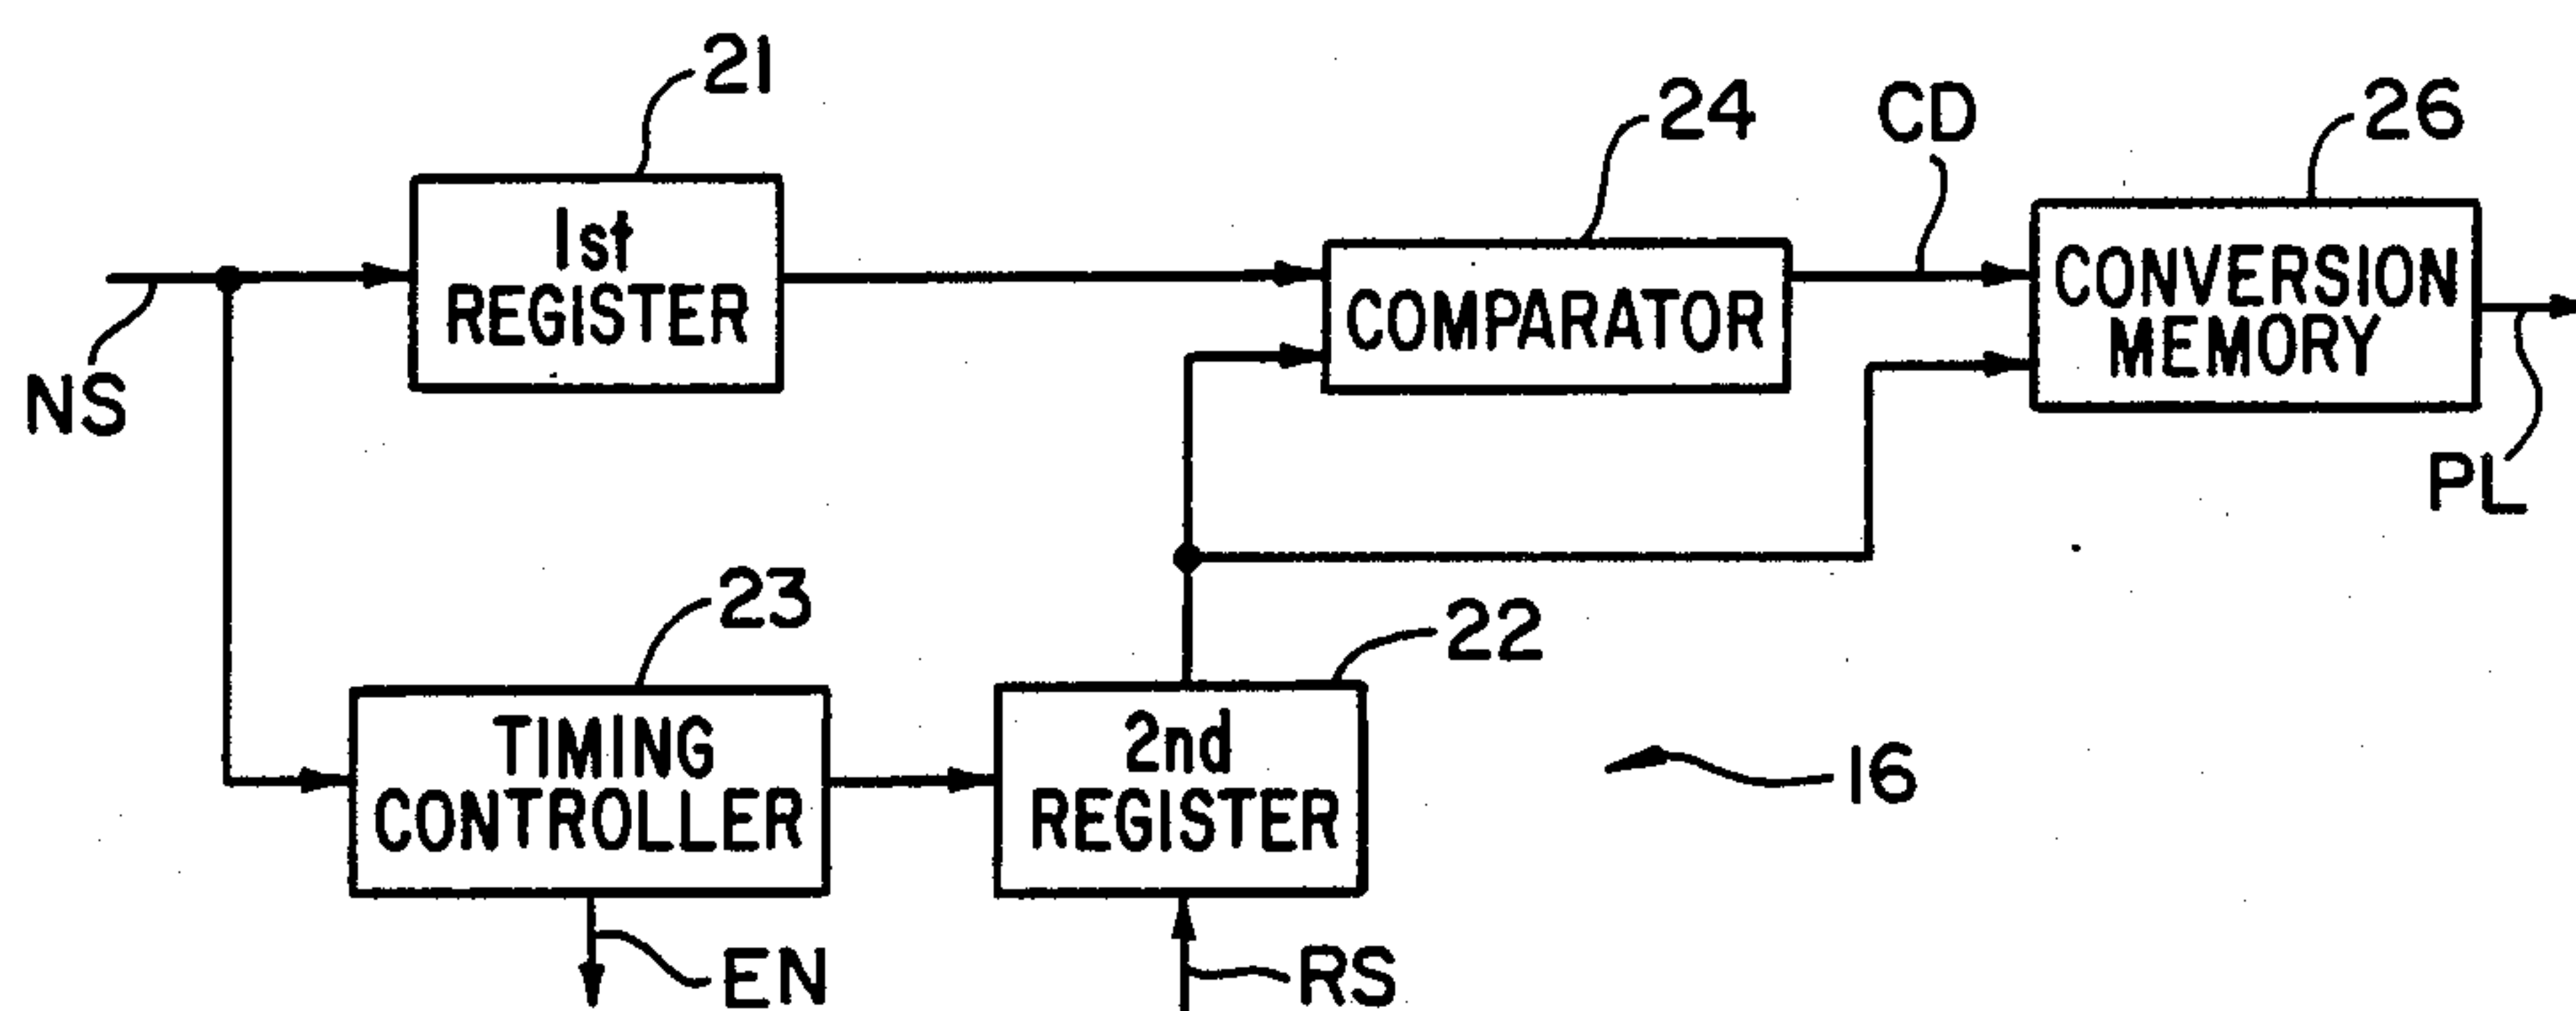 21
24
CD
26
1st
REGISTER
COMPARATOR
CONVERSION
MEMORY
NS
PL
23
22
TIMING
CONTROLLER
2nd
REGISTER
16
EN
RS